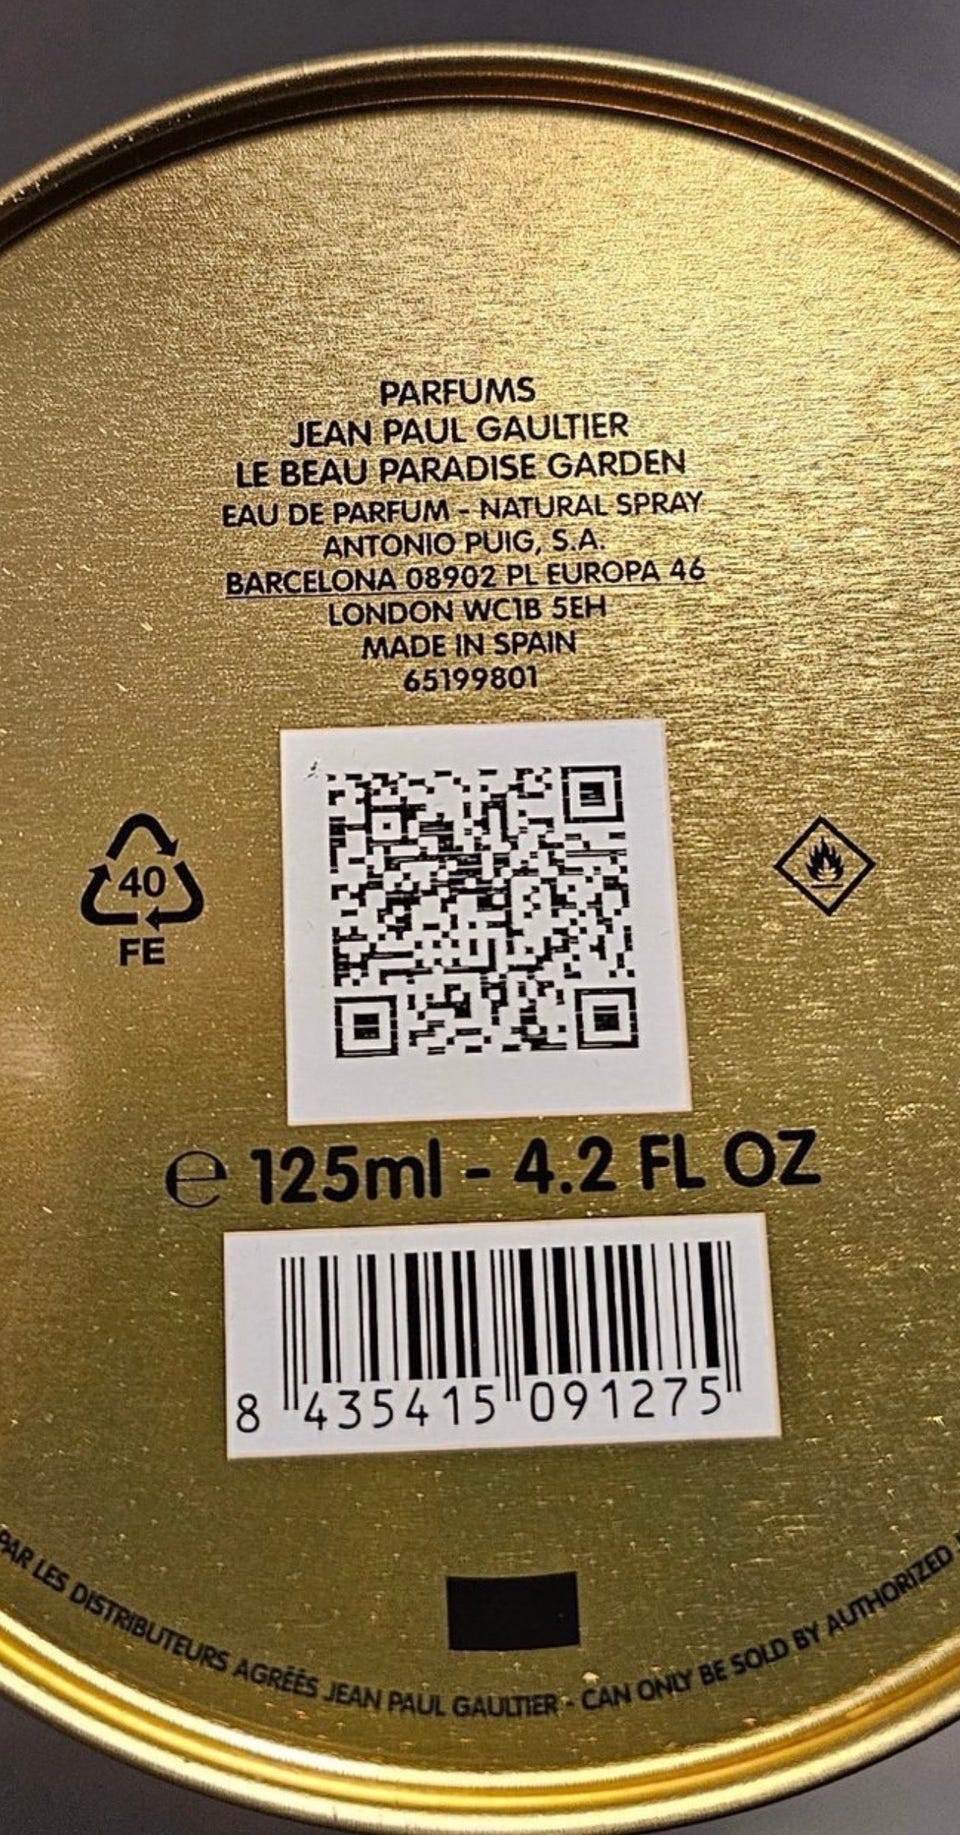 PARFUMS
JEAN PAUL GAULTIER
LE BEAU PARADISE GARDEN
EAU DE PARFUM - NATURAL SPRAY
ANTONIO PUIG, S.A.
BARCELONA 08902 PL EUROPA 46
LONDON WC1B 5EH
MADE IN SPAIN
65199801
40
FE
e 125ml - 4.2 FL OZ
8 435415 091275
PAR LES DISTRIBUTEURS AGRÉÉS JEAN PAUL GAULTIER - CAN ONLY BE SOLD BY AUTHORIZED